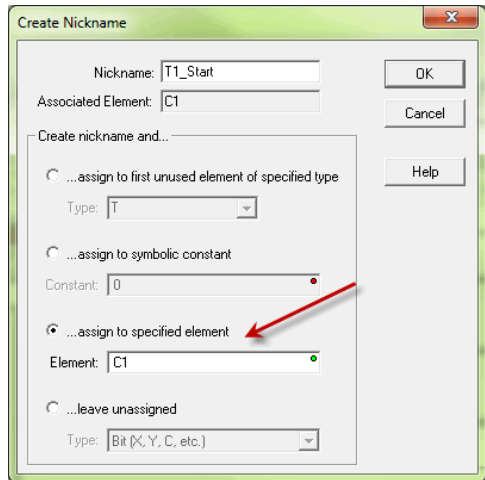 Create Nickname
Nickname: T1_Start
OK
Associated Element: C1
Cancel
Create nickname and...
Help
...assign to first unused element of specified type
Type: T
...assign to symbolic constant
Constant: 0
...assign to specified element
Element: C1
...leave unassigned
Type: Bit (X, Y, C, etc.)